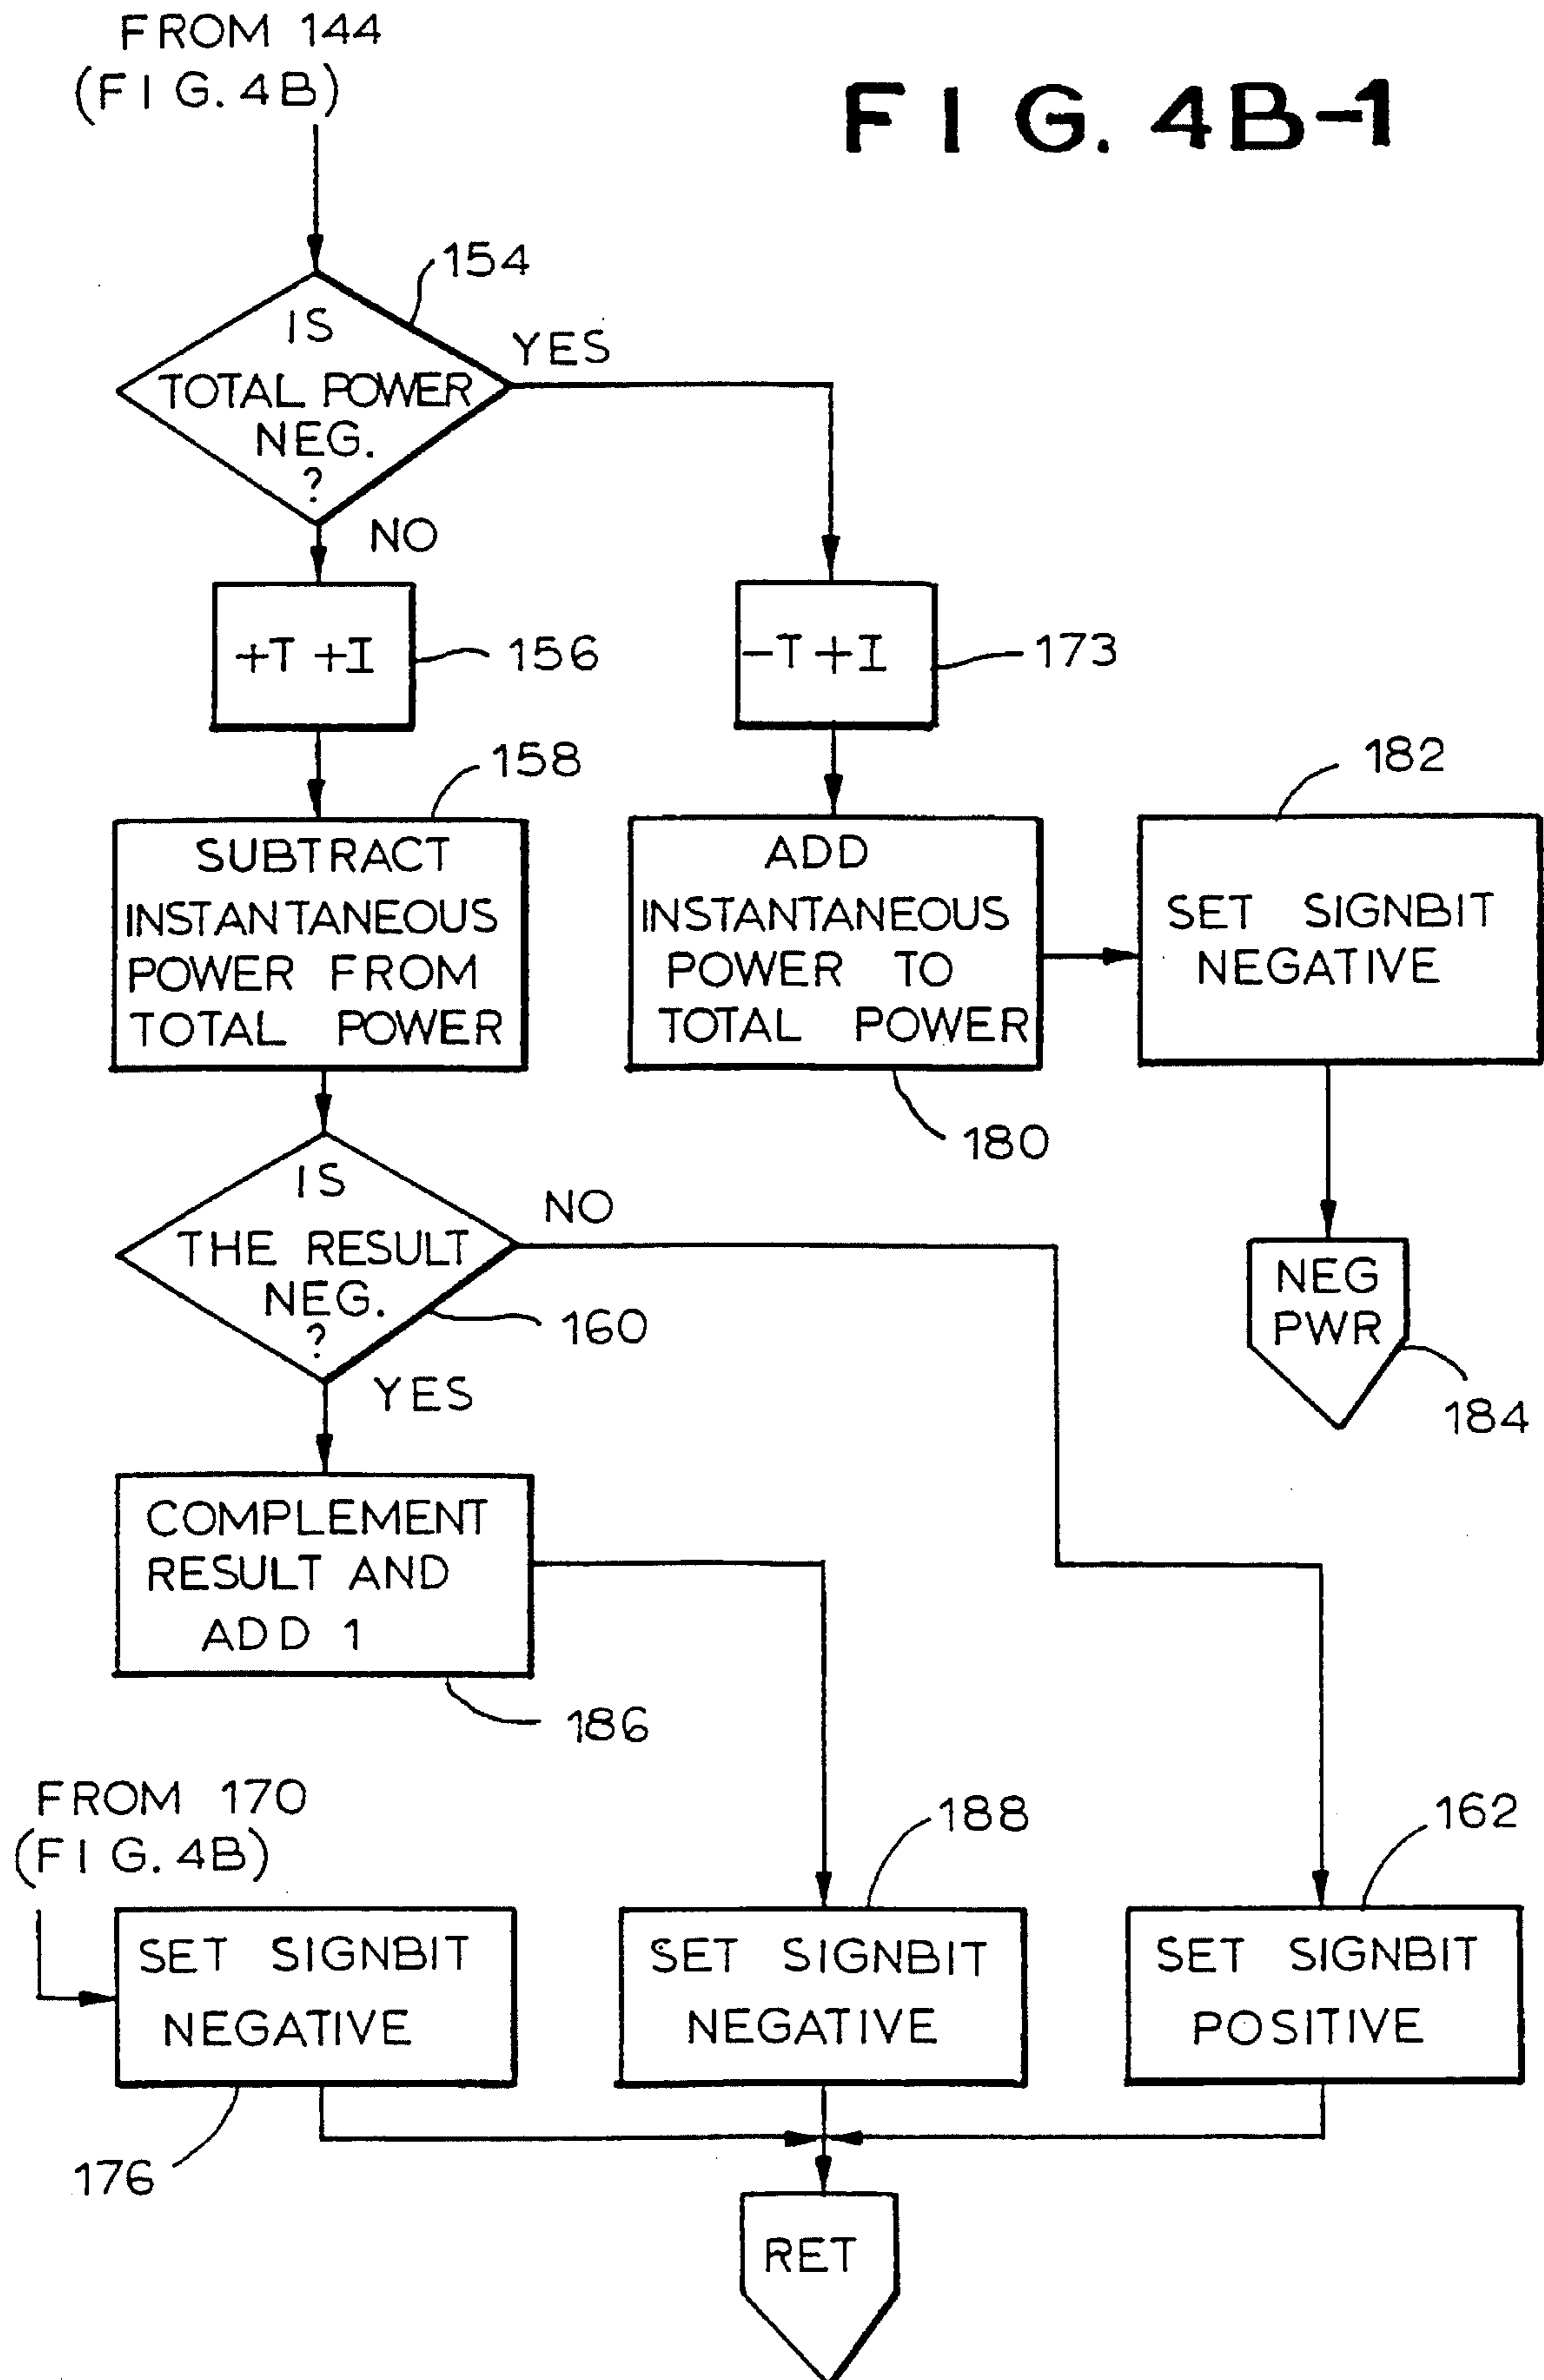 FROM 144
(FIG. 4B)
FIG. 4B-1
154
IS
TOTAL POWER
NEG.
?
YES
NO
+T +I
156
-T +I
173
158
SUBTRACT
INSTANTANEOUS
POWER FROM
TOTAL POWER
ADD
INSTANTANEOUS
POWER TO
TOTAL POWER
180
182
SET SIGNBIT
NEGATIVE
IS
THE RESULT
NEG.
?
NO
160
YES
NEG
PWR
184
COMPLEMENT
RESULT AND
ADD 1
186
FROM 170
(FIG. 4B)
188
162
SET SIGNBIT
NEGATIVE
176
SET SIGNBIT
NEGATIVE
SET SIGNBIT
POSITIVE
RET